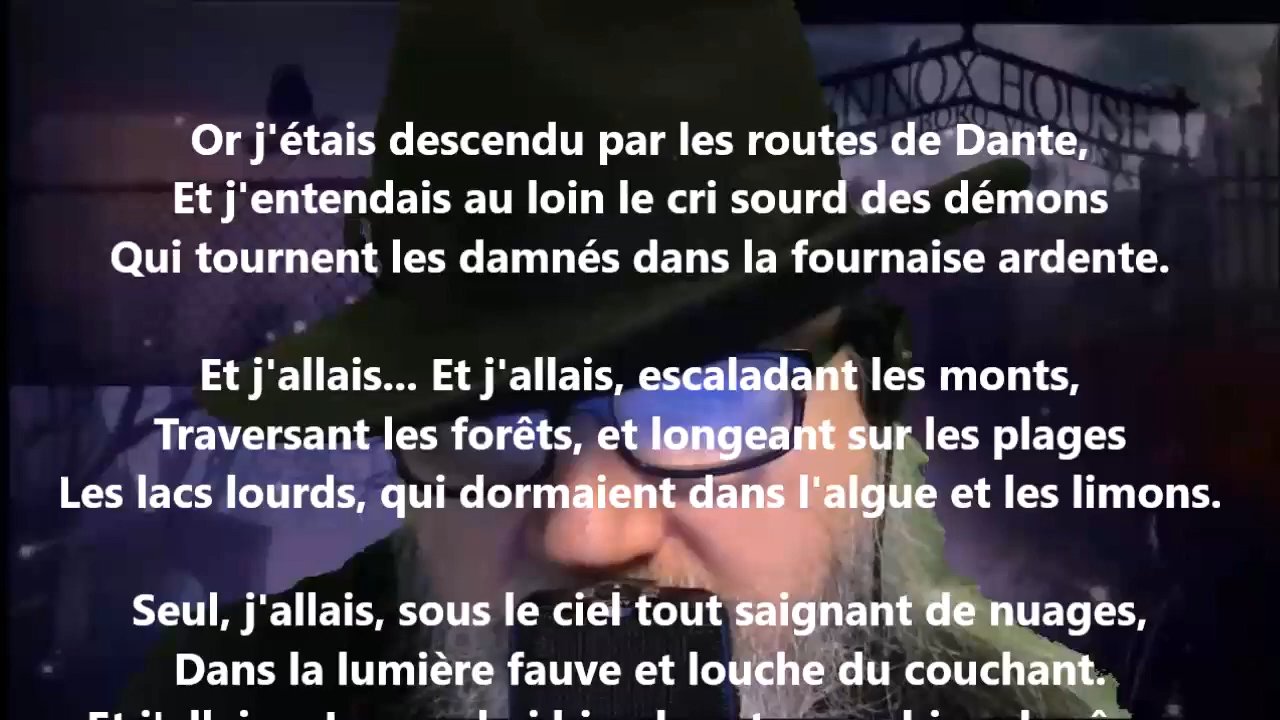 NNOX HOUSE
Or j'étais descendu par les routes de Dante,
Et j'entendais au loin le cri sourd des démons
Qui tournent les damnés dans la fournaise ardente.
Et j'allais... Et j'allais, escaladant les monts,
Traversant les forêts, et longeant sur les plages
Les lacs lourds, qui dormaient dans l'algue et les limons.
Seul, j'allais, sous le ciel tout saignant de nuages,
Dans la lumière fauve et louche du couchant.